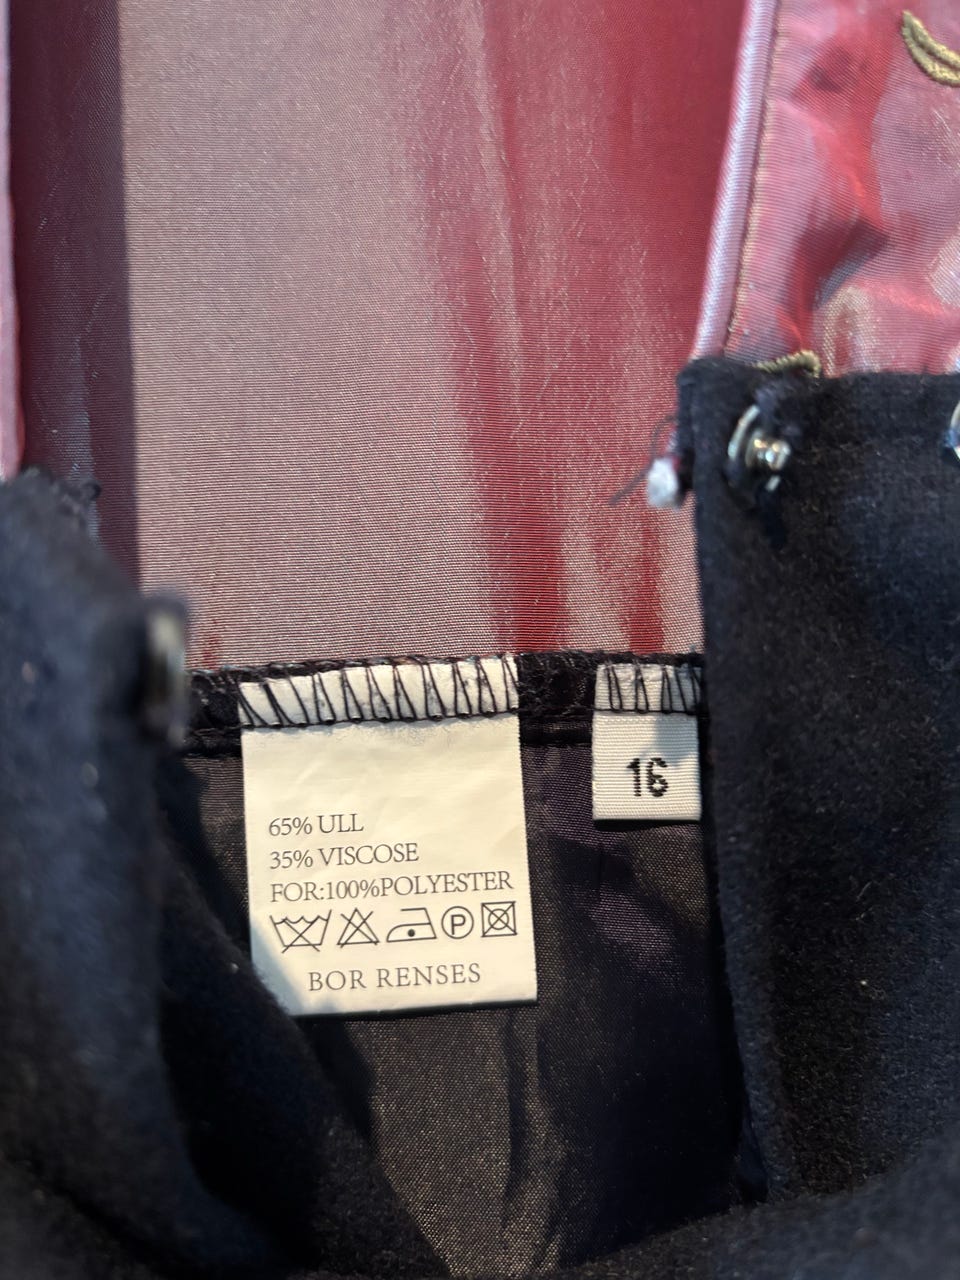 65% ULL
35% VISCOSE
FOR:100%POLYESTER
P
BOR RENSES
16